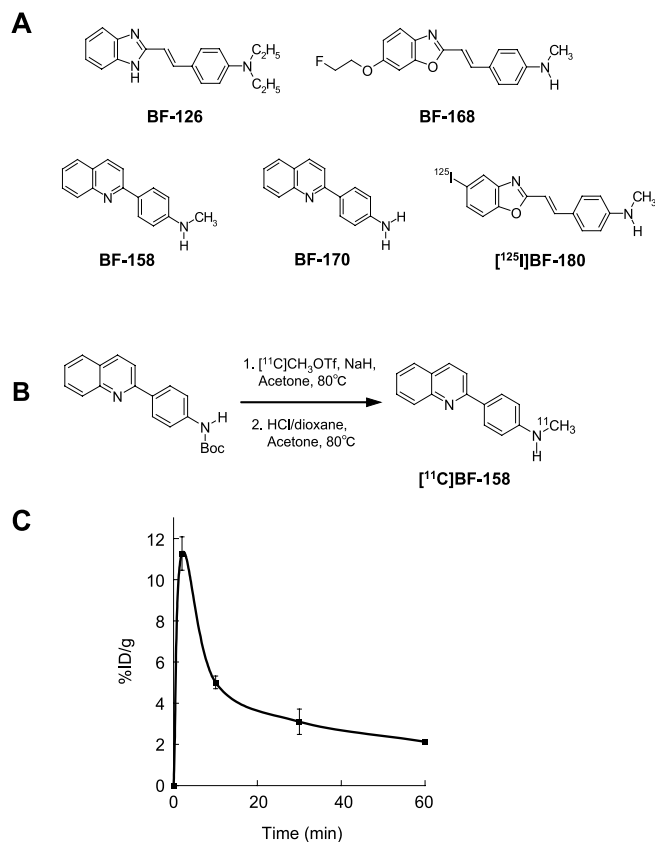 A
N
N
H
N
C₂H₅
C₂H₅
BF-126
F
O
N
O
N
CH₃
H
BF-168
N
N
CH₃
H
BF-158
N
N
H
H
BF-170
¹²⁵I
N
O
N
CH₃
H
[¹²⁵I]BF-180
B
N
N
H
Boc
1. [¹¹C]CH₃OTf, NaH,
Acetone, 80°C
2. HCl/dioxane,
Acetone, 80°C
N
N
¹¹CH₃
H
[¹¹C]BF-158
C
12
10
8
6
4
2
0
%ID/g
0 20 40 60
Time (min)